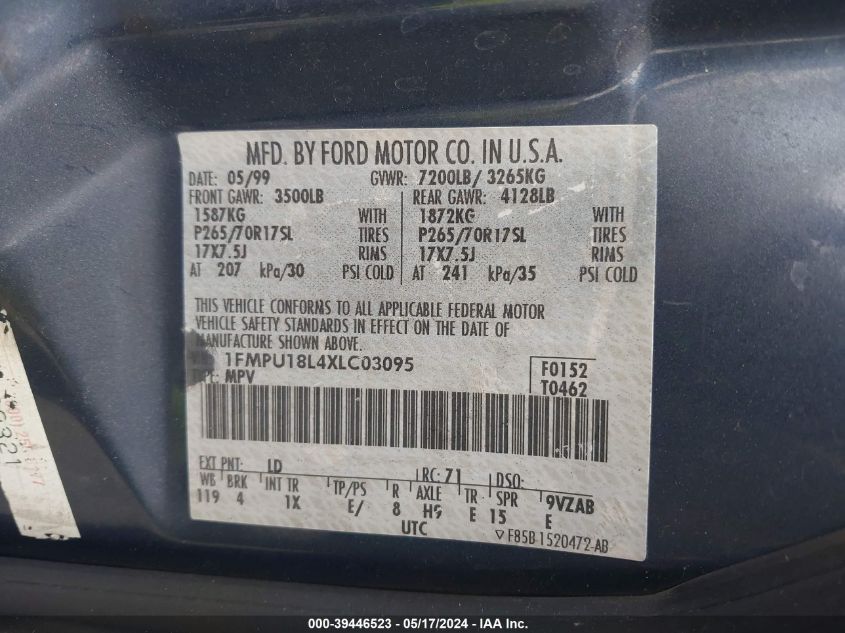 MFD. BY FORD MOTOR CO. IN U.S.A.
DATE: 05/99 GVWR: 7200LB/ 3265KG
FRONT GAWR: 3500LB REAR GAWR: 4128LB
1587KG WITH 1872KG WITH
P265/70R17SL TIRES P265/70R17SL TIRES
17X7.5J RIMS 17X7.5J RIMS
AT 207 kPa/30 PSI COLD AT 241 kPa/35 PSI COLD
THIS VEHICLE CONFORMS TO ALL APPLICABLE FEDERAL MOTOR
VEHICLE SAFETY STANDARDS IN EFFECT ON THE DATE OF
MANUFACTURE SHOWN ABOVE.
1FMPU18L4XLC03095 F0152
TYPE: MPV T0462
EXT PNT: LD RC: 71 DSO:
WB BRK INT TR TP/PS R AXLE TR SPR 9VZAB
119 4 1X E/ 8 H9 E 15 E
UTC
▽ F85B 1520472-AB
000-39446523 - 05/17/2024 - IAA Inc.